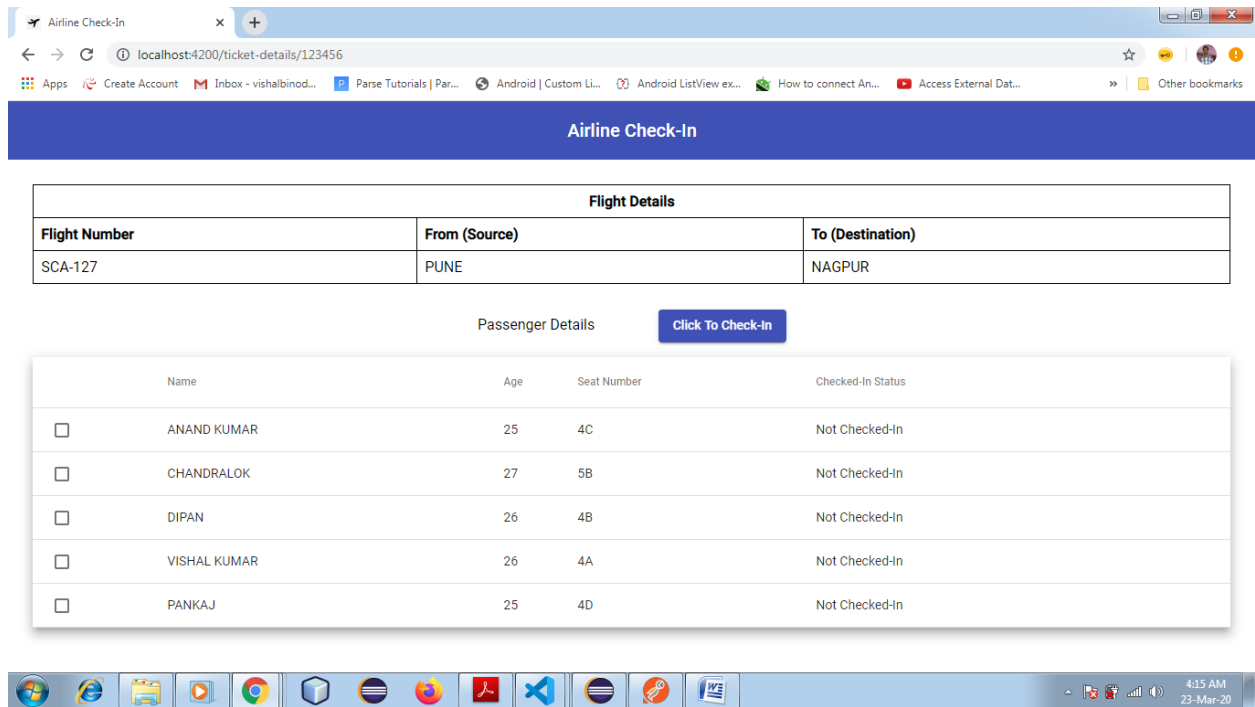 Airline Check-In
localhost:4200/ticket-details/123456
Apps Create Account Inbox - vishalbinod... Parse Tutorials | Par... Android | Custom Li... Android ListView ex... How to connect An... Access External Dat... » Other bookmarks
Airline Check-In
Flight Details
Flight Number From (Source) To (Destination)
SCA-127 PUNE NAGPUR
Passenger Details Click To Check-In
Name Age Seat Number Checked-In Status
ANAND KUMAR 25 4C Not Checked-In
CHANDRALOK 27 5B Not Checked-In
DIPAN 26 4B Not Checked-In
VISHAL KUMAR 26 4A Not Checked-In
PANKAJ 25 4D Not Checked-In
4:15 AM
23-Mar-20